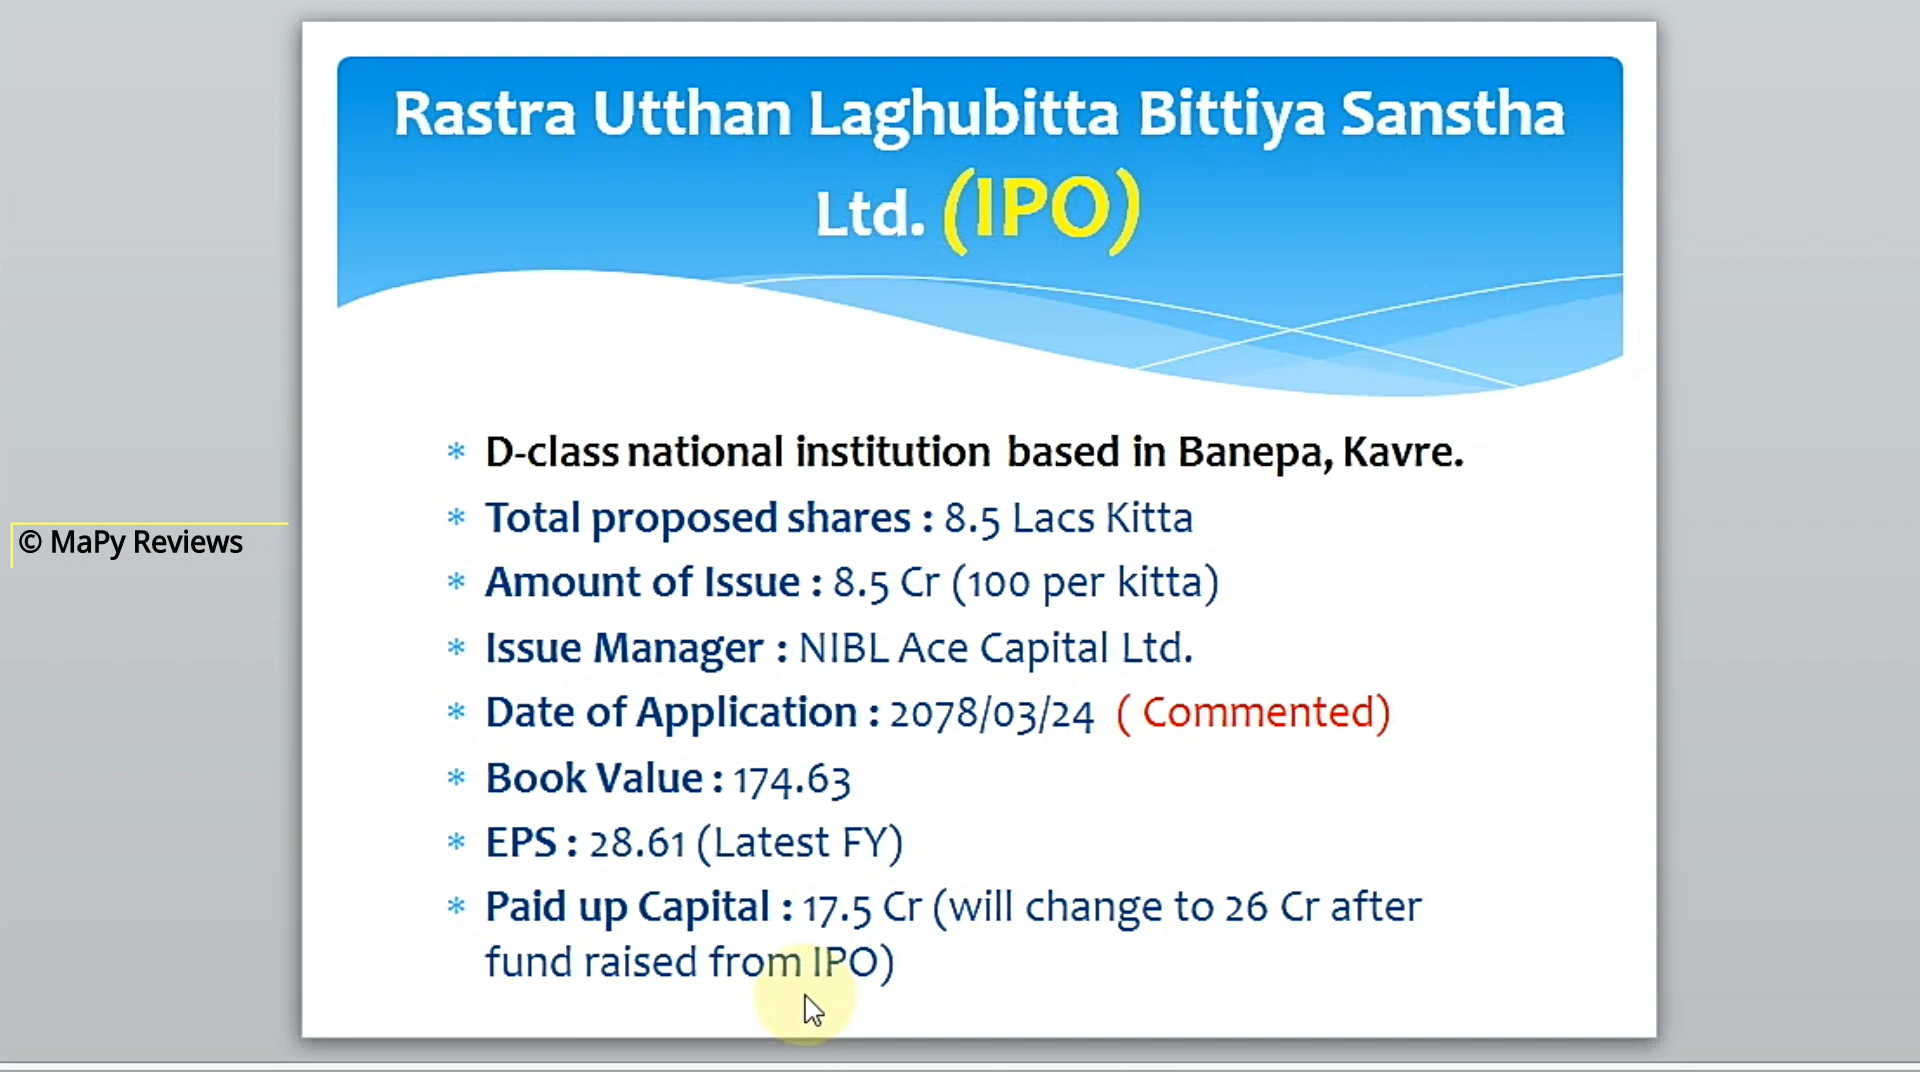 Rastra Utthan Laghubitta Bittiya Sanstha
Ltd. (IPO)
* D-class national institution based in Banepa, Kavre.
* Total proposed shares : 8.5 Lacs Kitta
© MaPy Reviews
* Amount of Issue : 8.5 Cr (100 per kitta)
* Issue Manager : NIBL Ace Capital Ltd.
* Date of Application : 2078/03/24 ( Commented)
* Book Value : 174.63
* EPS : 28.61 (Latest FY)
* Paid up Capital : 17.5 Cr (will change to 26 Cr after
fund raised from IPO)